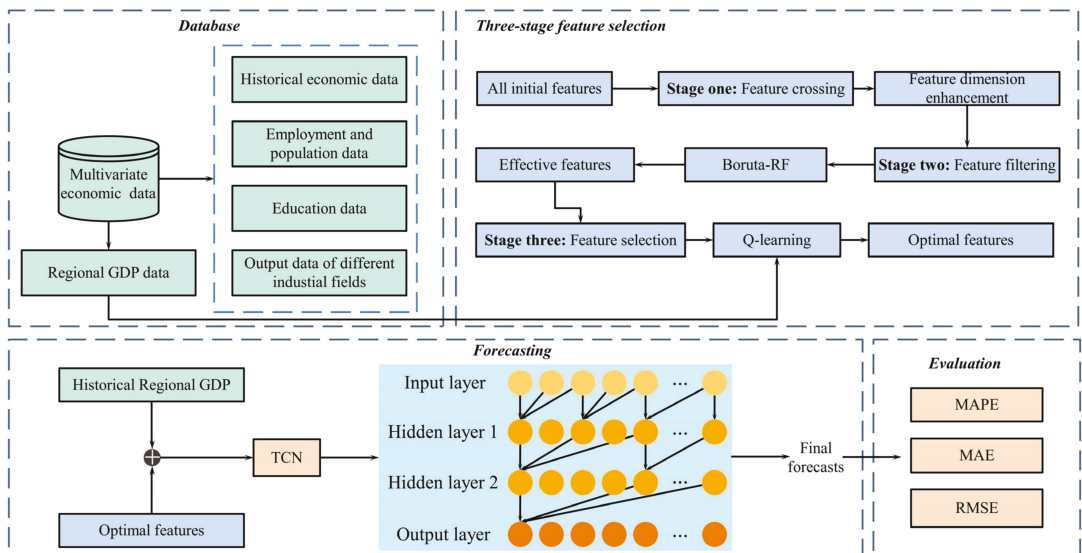 Database
Historical economic data
Employment and
population data
Multivariate
economic data
Education data
Regional GDP data
Output data of different
industial fields
Three-stage feature selection
All initial features
Stage one: Feature crossing
Feature dimension
enhancement
Effective features
Boruta-RF
Stage two: Feature filtering
Stage three: Feature selection
Q-learning
Optimal features
Forecasting
Historical Regional GDP
TCN
Optimal features
Input layer
...
Hidden layer 1
...
Hidden layer 2
...
Output layer
...
Final
forecasts
Evaluation
MAPE
MAE
RMSE